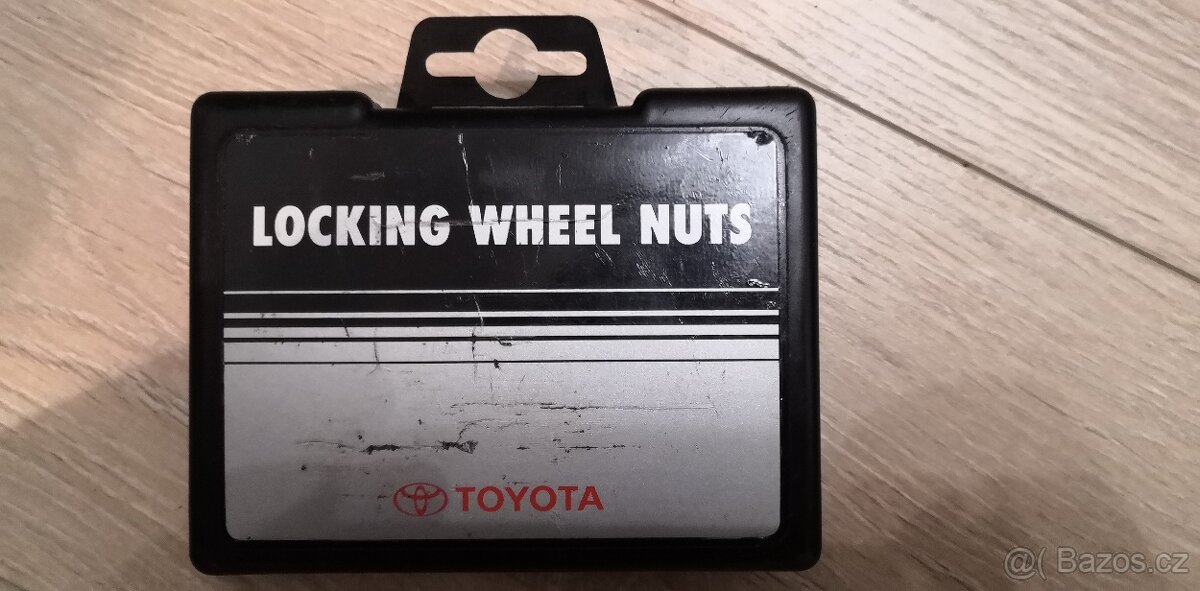 LOCKING WHEEL NUTS
TOYOTA
@( Bazos.cz